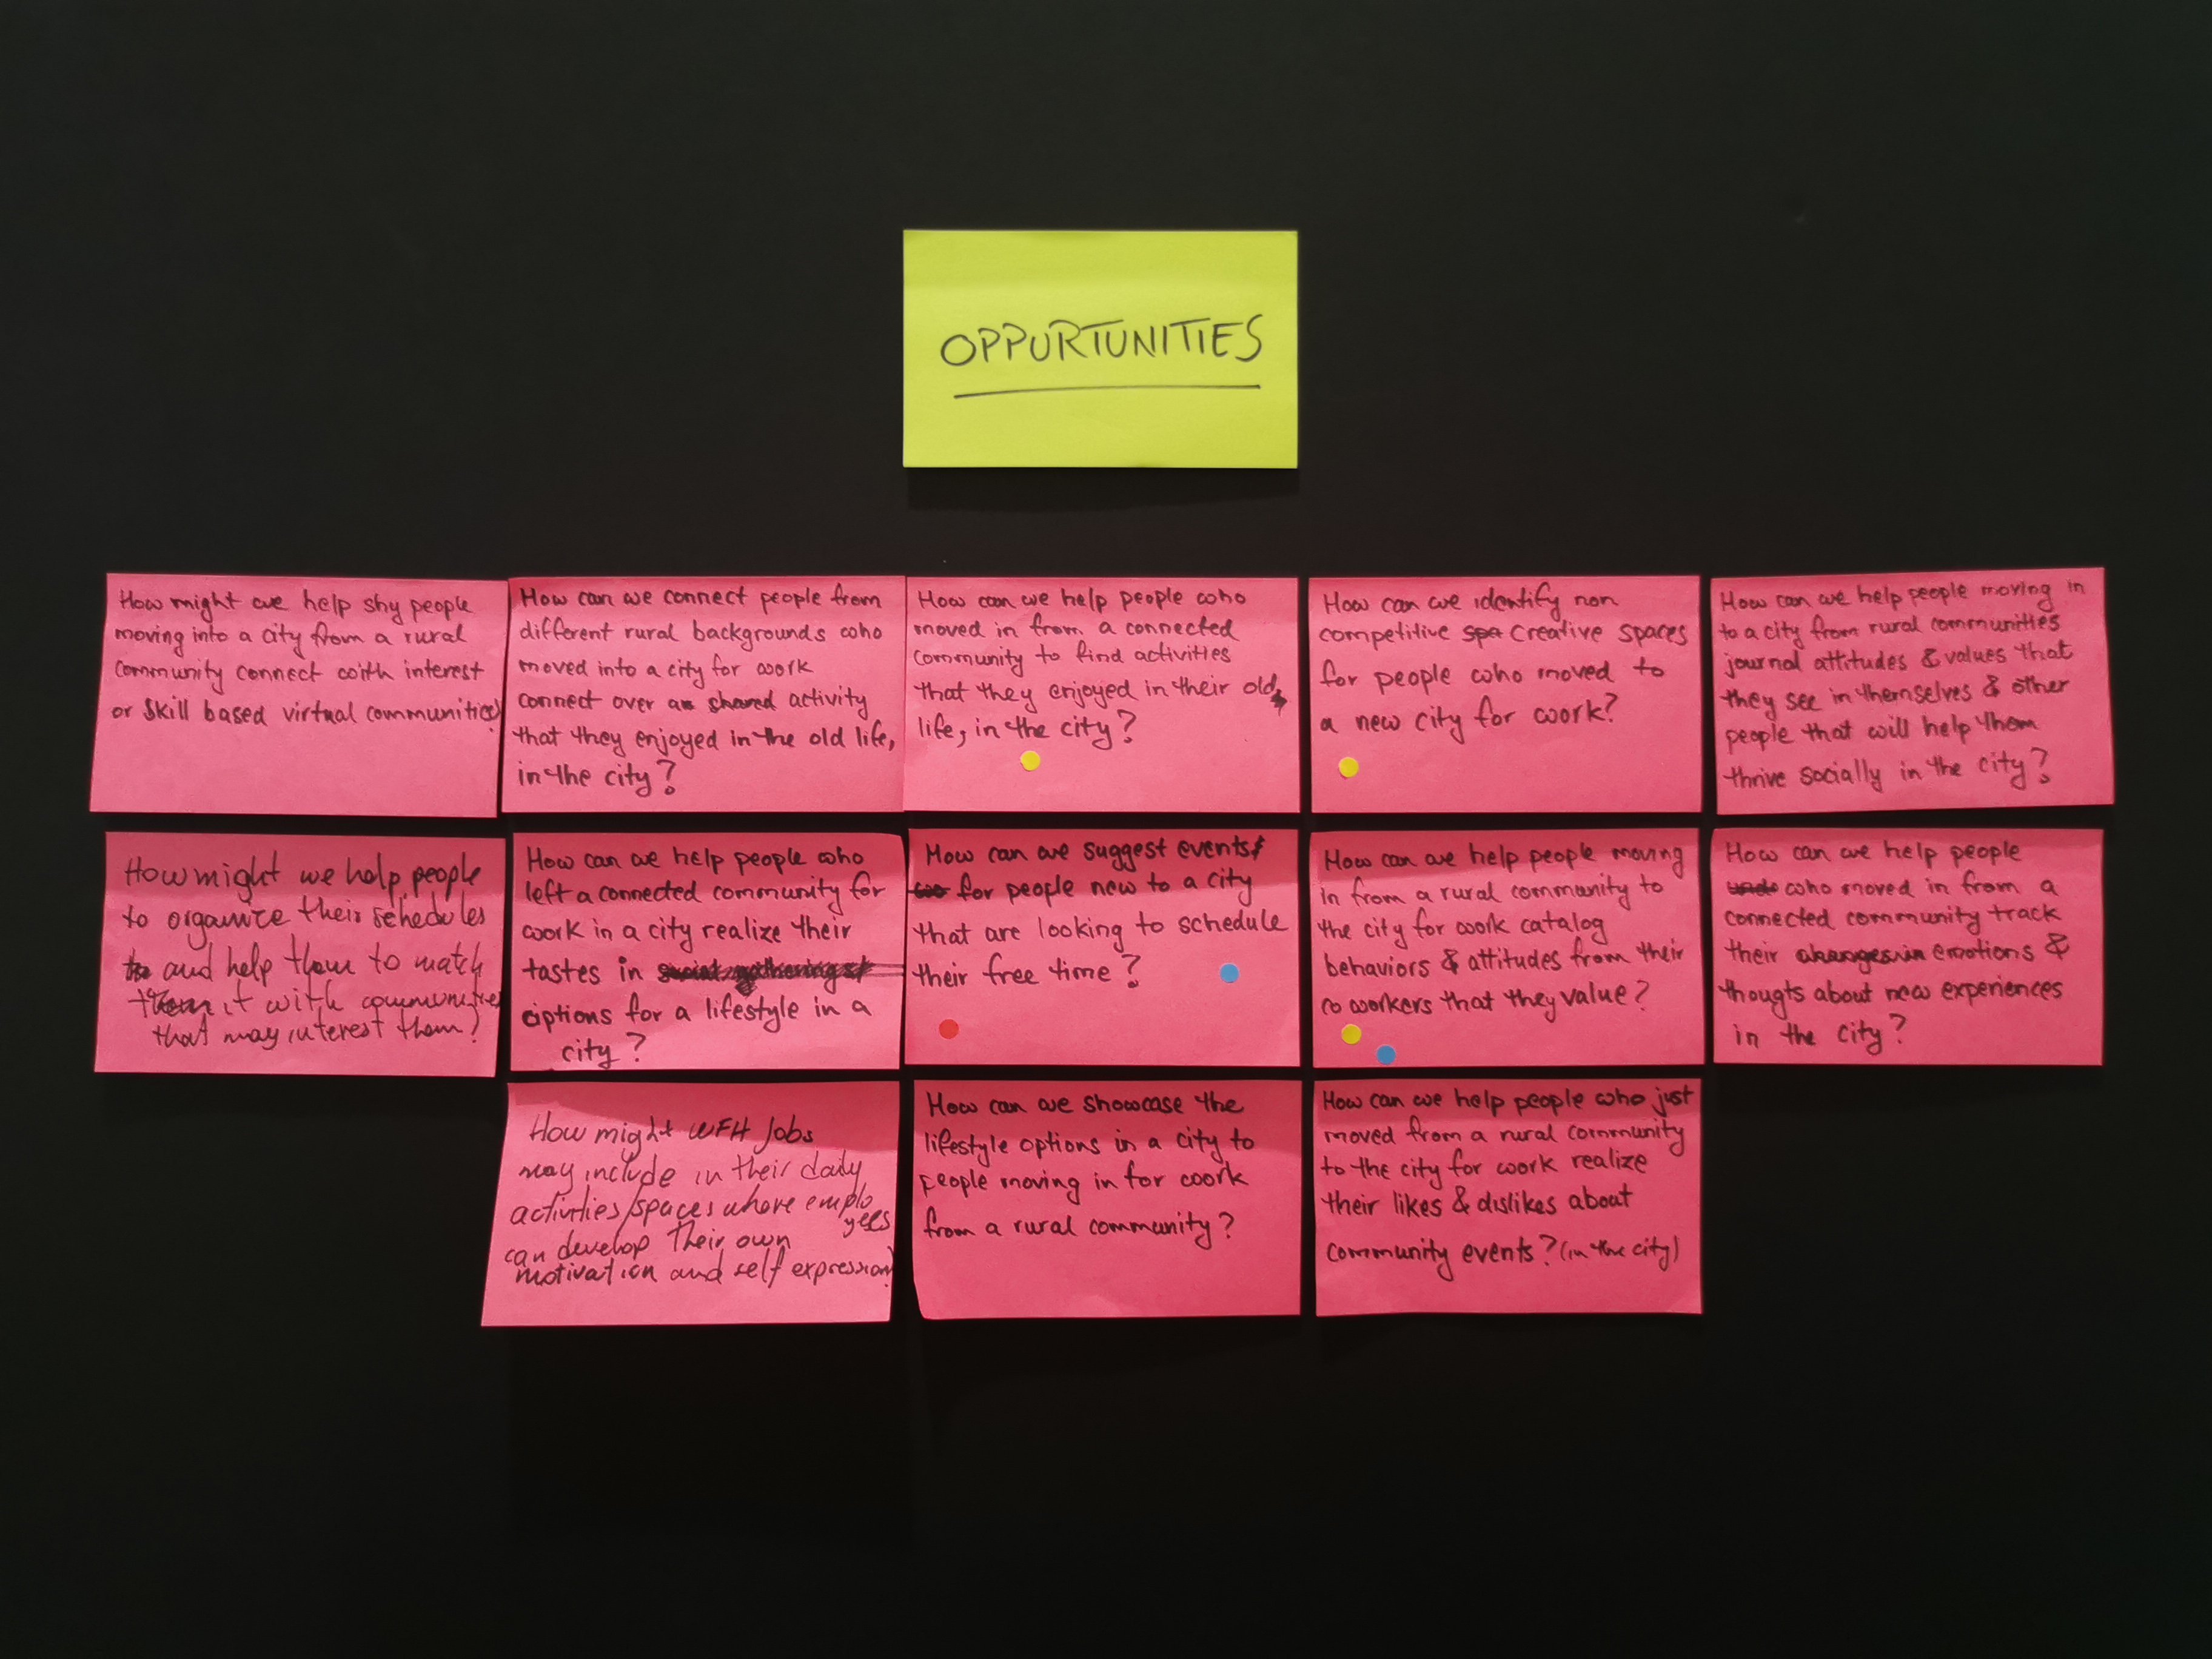 OPPURTUNITIES
How might we help shy people
moving into a city from a rural
community connect with interest
or skill based virtual communities?
How can we connect people from
different rural backgrounds who
moved into a city for work
connect over a shared activity
that they enjoyed in the old life,
in the city?
How can we help people who
moved in from a connected
community to find activities
that they enjoyed in their old
life, in the city?
How can we identify non
competitive spa creative spaces
for people who moved to
a new city for work?
How can we help people moving in
to a city from rural communities
journal attitudes & values that
they see in themselves & other
people that will help them
thrive socially in the city?
How might we help people
to organize their schedules
and help them to match
it with communities
that may interest them?
How can we help people who
left a connected community for
work in a city realize their
tastes in social gatherings
options for a lifestyle in a
city?
How can we suggest events
for people new to a city
that are looking to schedule
their free time?
How can we help people moving
in from a rural community to
the city for work catalog
behaviors & attitudes from their
co workers that they value?
How can we help people
who moved in from a
connected community track
their changes in emotions &
thougts about new experiences
in the city?
How might WFH Jobs
may include in their daily
activities/spaces where emplo
yees
can develop their own
motivation and self expression?
How can we showcase the
lifestyle options in a city to
people moving in for work
from a rural community?
How can we help people who just
moved from a rural community
to the city for work realize
their likes & dislikes about
community events? (in the city)